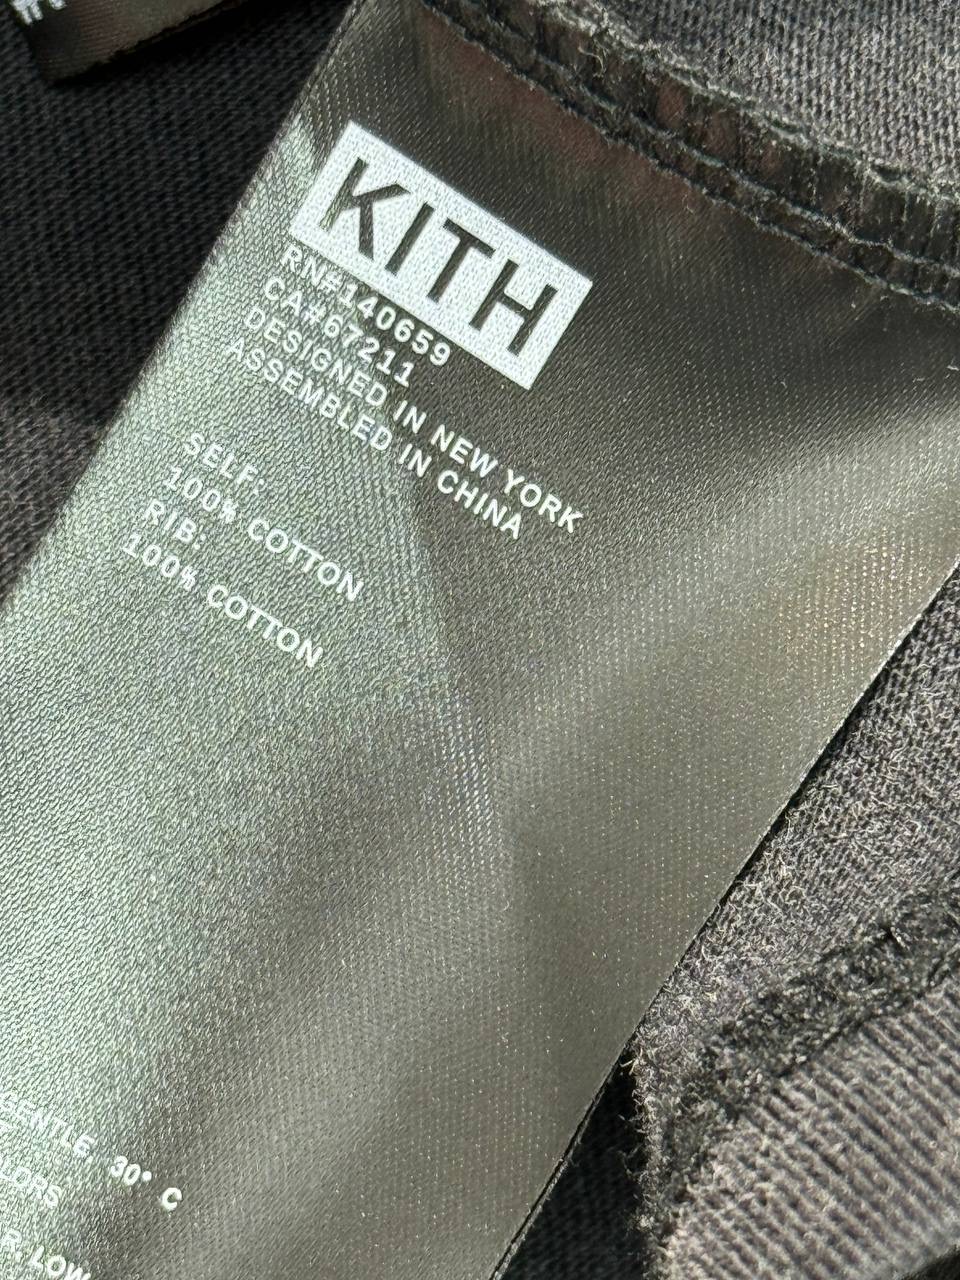 KITH
RN#140659
CA#67211
DESIGNED IN NEW YORK
ASSEMBLED IN CHINA
SELF:
100% COTTON
RIB:
100% COTTON
30° C
LOW